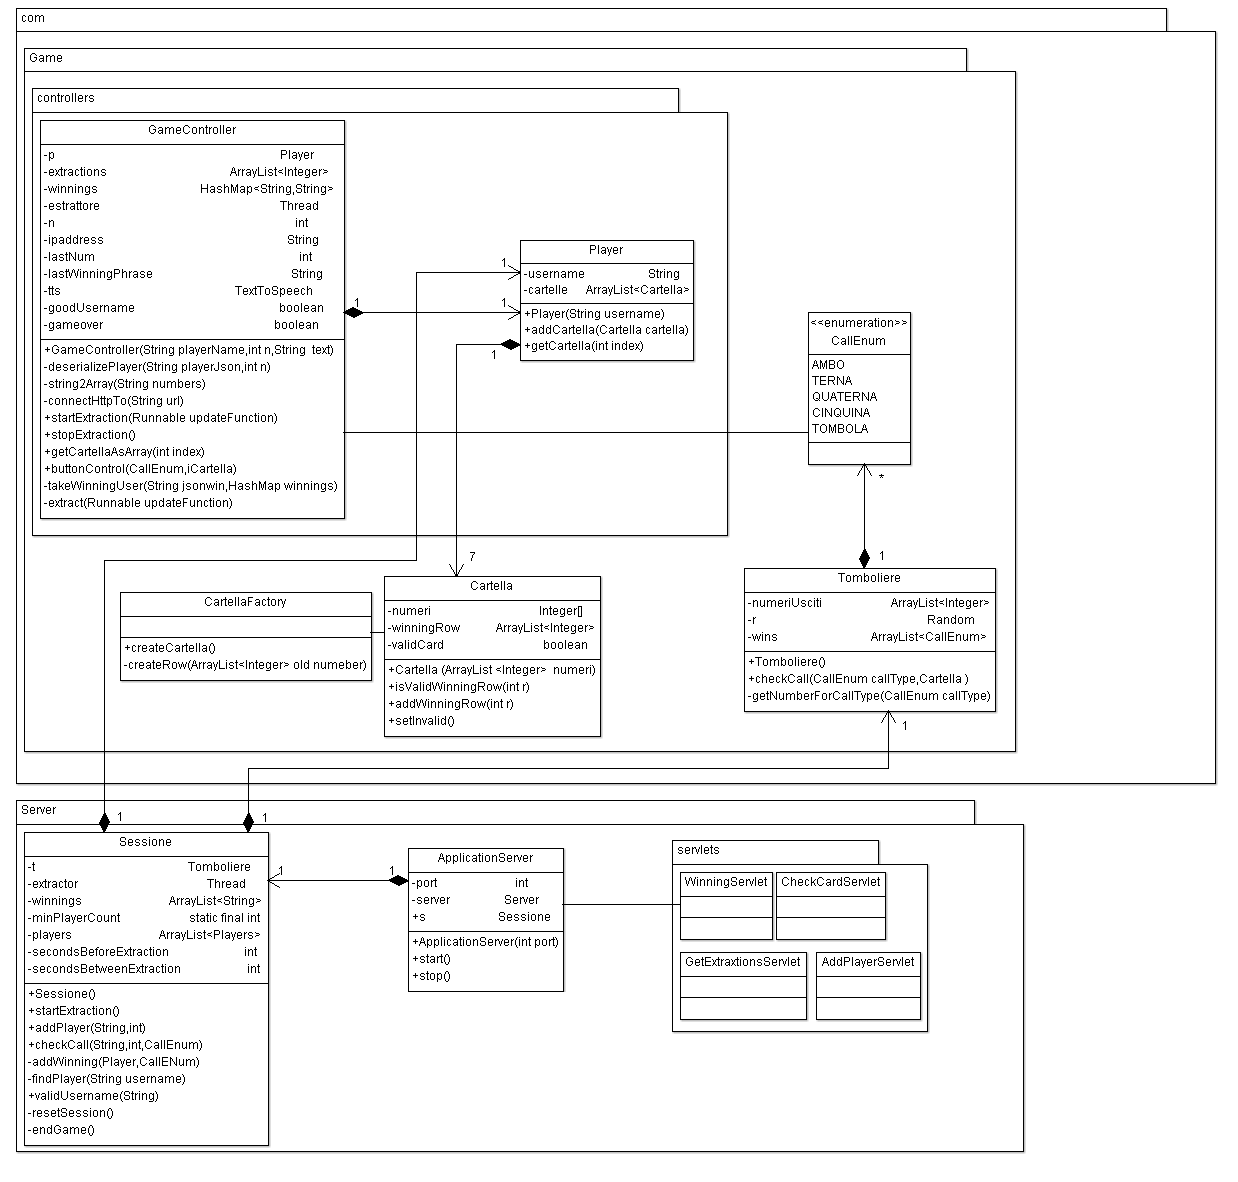 com
Game
controllers
GameController
-p Player
-extractions ArrayList<Integer>
-winnings HashMap<String,String>
-estrattore Thread
-n int
-ipaddress String
-lastNum int
-lastWinningPhrase String
-tts TextToSpeech
-goodUsername boolean
-gameover boolean
+GameController(String playerName,int n,String text)
-deserializePlayer(String playerJson,int n)
-string2Array(String numbers)
-connectHttpTo(String url)
+startExtraction(Runnable updateFunction)
+stopExtraction()
+getCartellaAsArray(int index)
+buttonControl(CallEnum,iCartella)
-takeWinningUser(String jsonwin,HashMap winnings)
-extract(Runnable updateFunction)
1
1
1
Player
-username String
-cartelle ArrayList<Cartella>
+Player(String username)
+addCartella(Cartella cartella)
+getCartella(int index)
1
7
<<enumeration>>
CallEnum
AMBO
TERNA
QUATERNA
CINQUINA
TOMBOLA
*
1
CartellaFactory
+createCartella()
-createRow(ArrayList<Integer> old numeber)
Cartella
-numeri Integer[]
-winningRow ArrayList<Integer>
-validCard boolean
+Cartella (ArrayList <Integer> numeri)
+isValidWinningRow(int r)
+addWinningRow(int r)
+setInvalid()
Tomboliere
-numeriUsciti ArrayList<Integer>
-r Random
-wins ArrayList<CallEnum>
+Tomboliere()
+checkCall(CallEnum callType,Cartella )
-getNumberForCallType(CallEnum callType)
1
Server
1
1
Sessione
-t Tomboliere
-extractor Thread
-winnings ArrayList<String>
-minPlayerCount static final int
-players ArrayList<Players>
-secondsBeforeExtraction int
-secondsBetweenExtraction int
+Sessione()
+startExtraction()
+addPlayer(String,int)
+checkCall(String,int,CallEnum)
-addWinning(Player,CallENum)
-findPlayer(String username)
+validUsername(String)
-resetSession()
-endGame()
1
1
ApplicationServer
-port int
-server Server
+s Sessione
+ApplicationServer(int port)
+start()
+stop()
servlets
WinningServlet
CheckCardServlet
GetExtraxtionsServlet
AddPlayerServlet